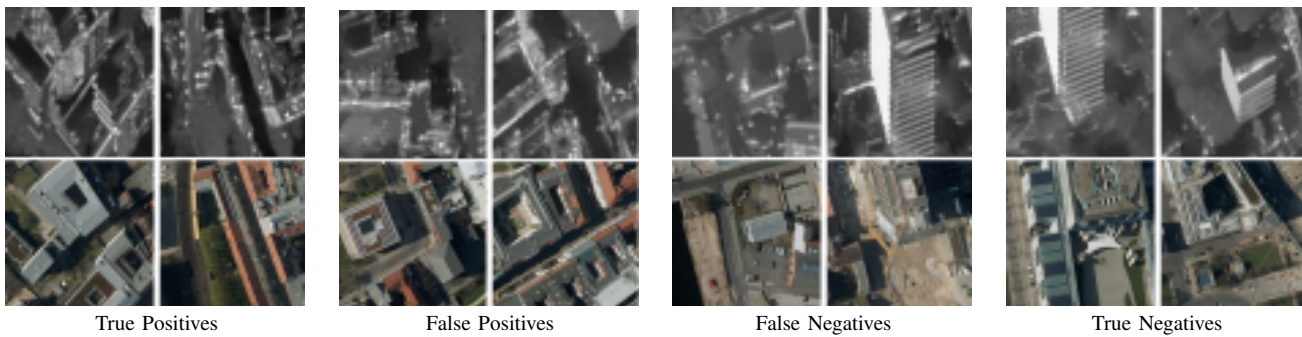 True Positives
False Positives
False Negatives
True Negatives